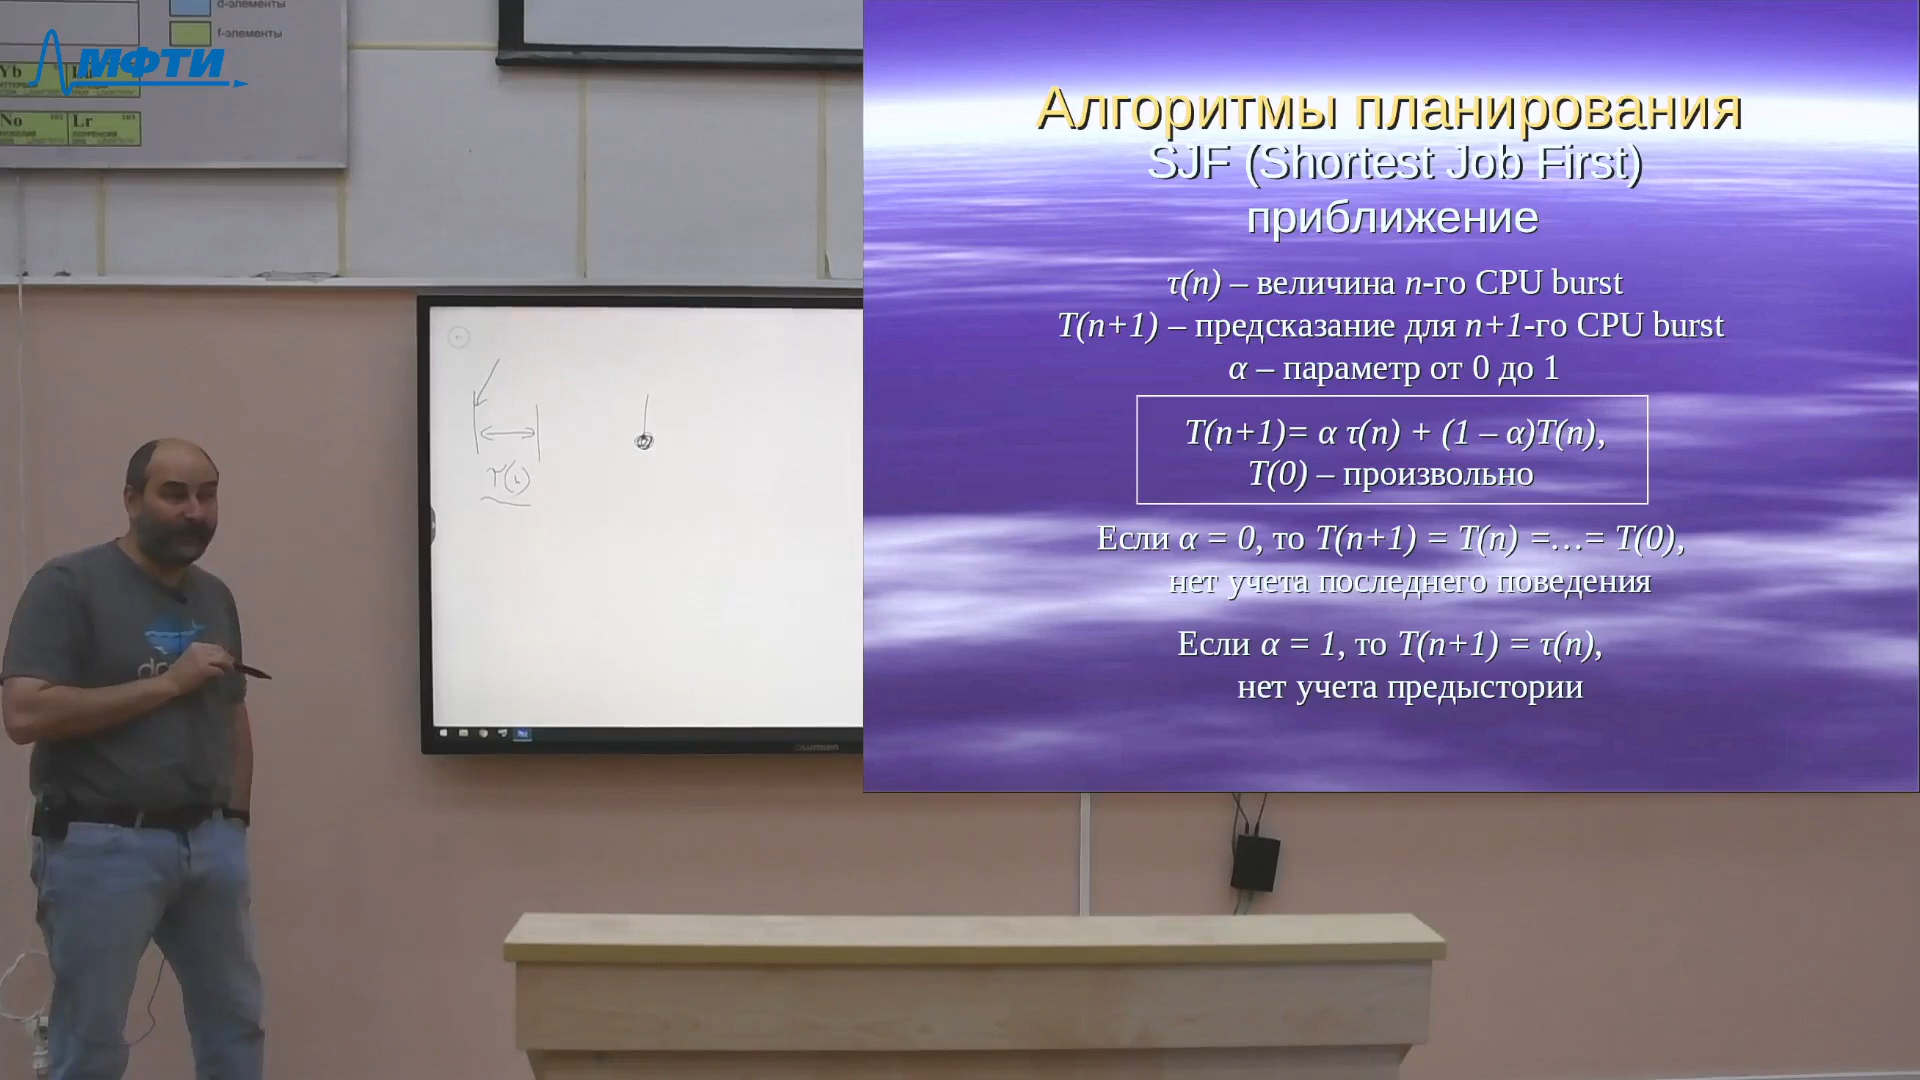 d-элементы
f-элементы
МФТИ
Yb
No
102
Lr
103
Алгоритмы планирования
SJF (Shortest Job First)
приближение
τ(n) – величина n-го CPU burst
T(n+1) – предсказание для n+1-го CPU burst
α – параметр от 0 до 1
T(n+1)= α τ(n) + (1 – α)T(n),
T(0) – произвольно
Если α = 0, то T(n+1) = T(n) =…= T(0),
нет учета последнего поведения
Если α = 1, то T(n+1) = τ(n),
нет учета предыстории